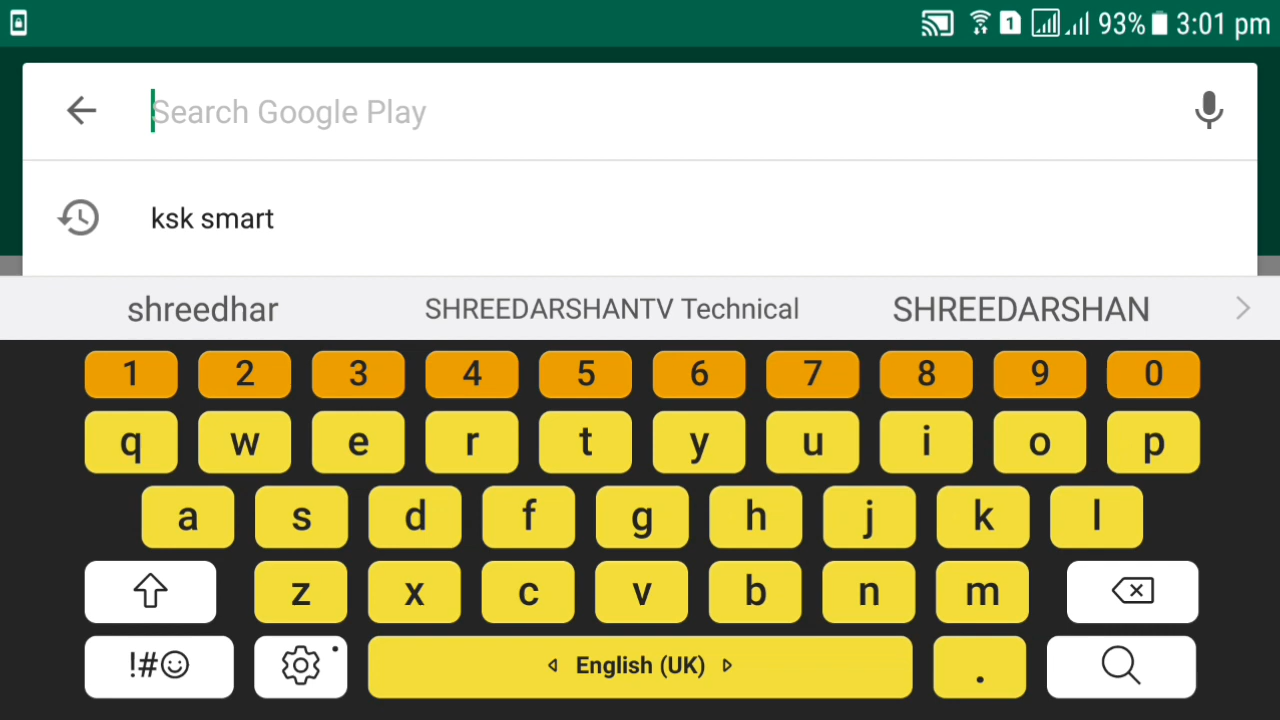 1 93% 3:01 pm
Search Google Play
ksk smart
shreedhar SHREEDARSHANTV Technical SHREEDARSHAN
1 2 3 4 5 6 7 8 9 0
q w e r t y u i o p
a s d f g h j k l
z x c v b n m
!#☺ English (UK) .